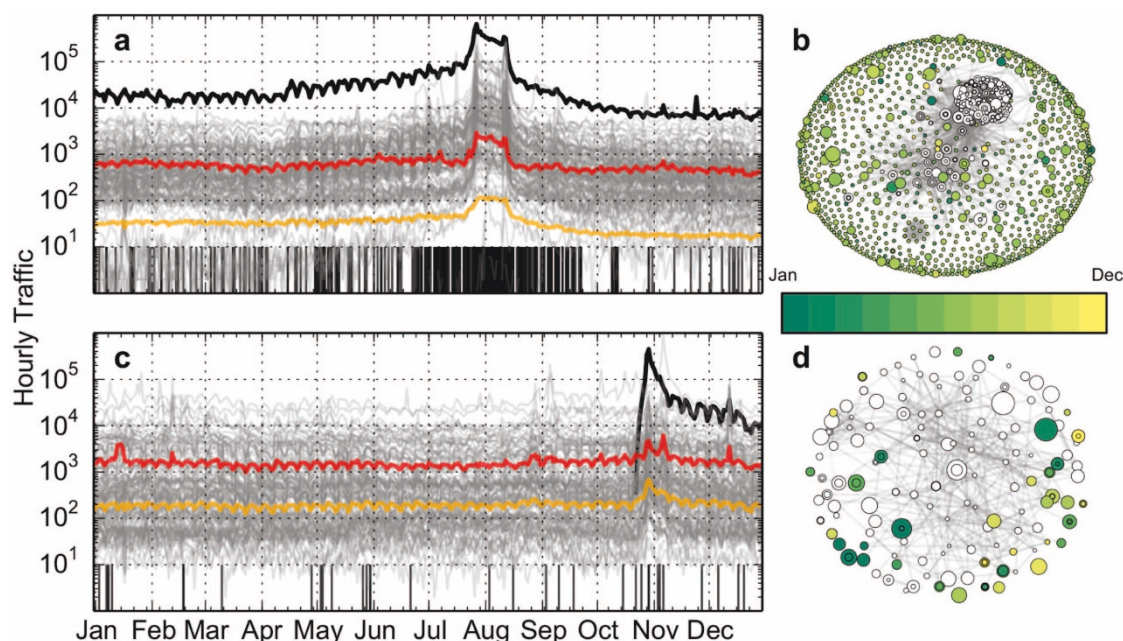 a
10^5
10^4
10^3
10^2
10^1
b
Jan
Dec
Hourly Traffic
c
10^5
10^4
10^3
10^2
10^1
d
Jan Feb Mar Apr May Jun Jul Aug Sep Oct Nov Dec